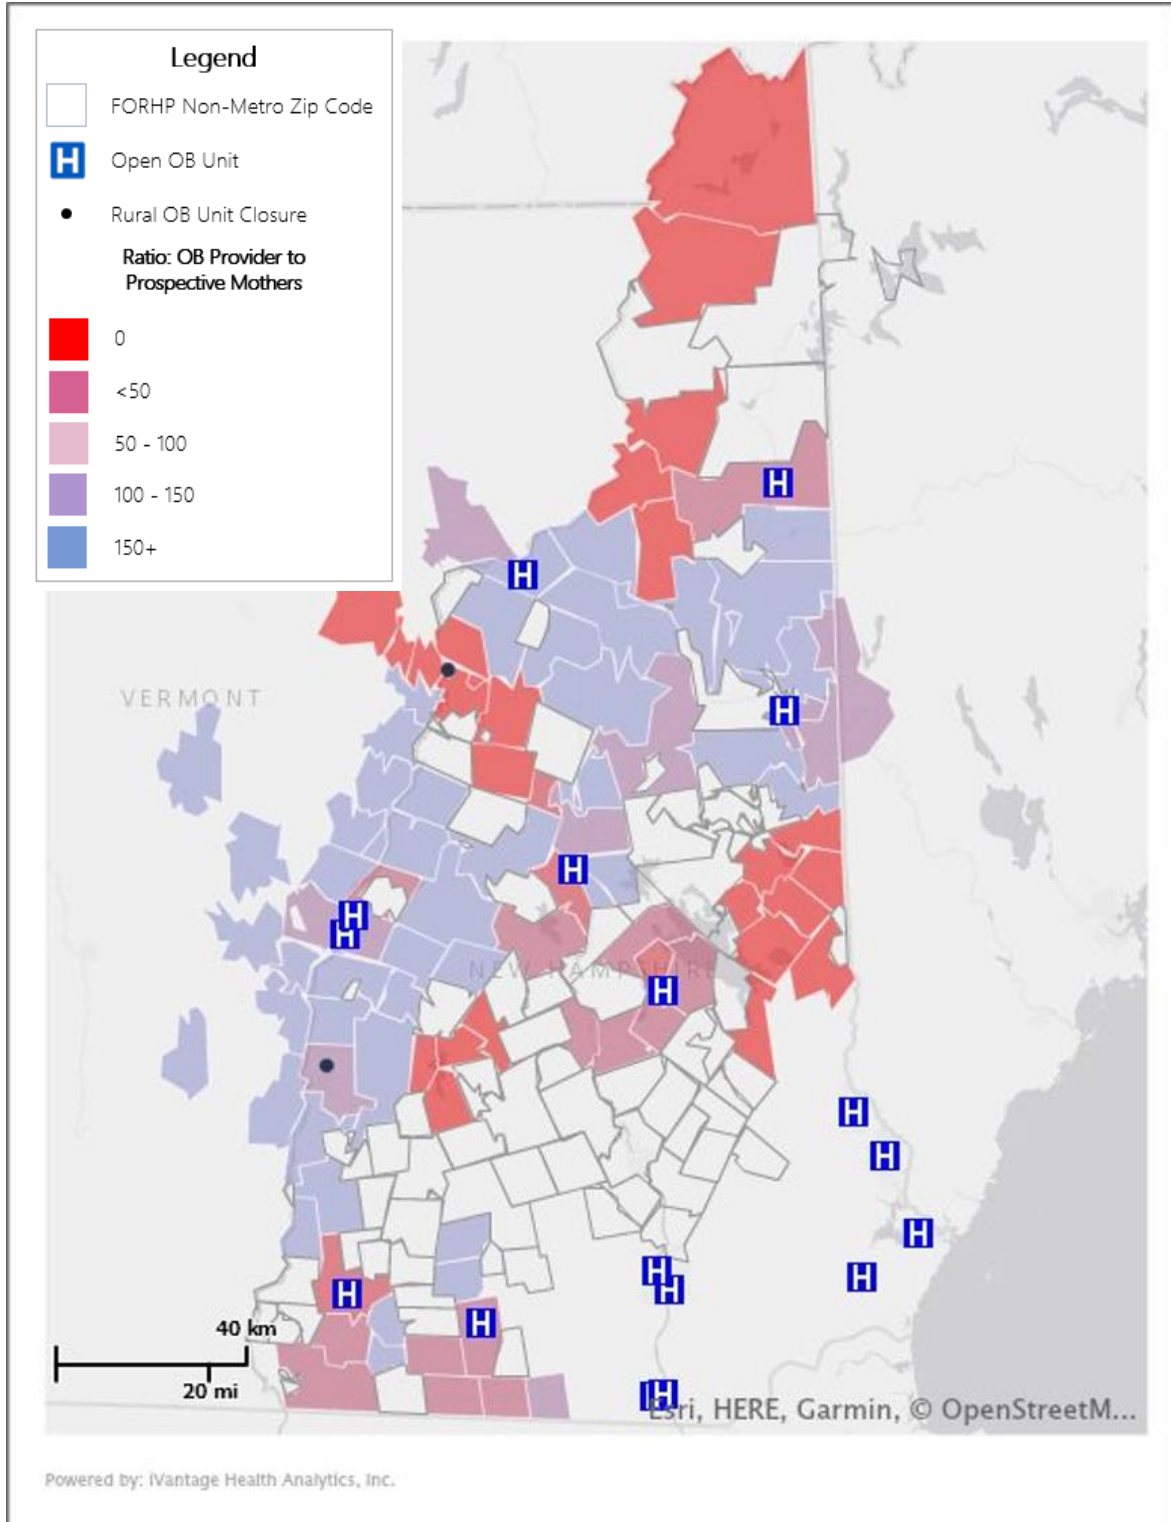 Legend
FORHP Non-Metro Zip Code
H
Open OB Unit
Rural OB Unit Closure
Ratio: OB Provider to
Prospective Mothers
0
<50
50 - 100
100 - 150
150+
H
H
VERMONT
H
H
H
H
NEW HAMPSHIRE
H
H
H
H
H
H
H
H
H
H
40 km
20 mi
H
Esri, HERE, Garmin, © OpenStreetM...
Powered by: iVantage Health Analytics, Inc.